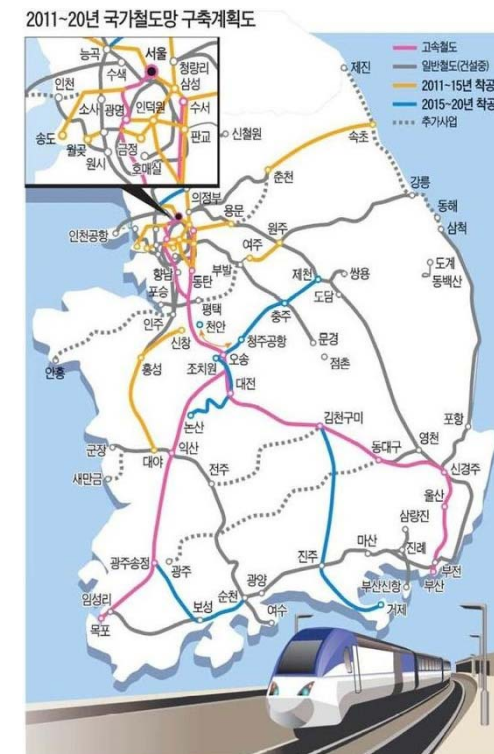 2011~20년 국가철도망 구축계획도
고속철도
일반철도(건설중)
2011~15년 착공
2015~20년 착공
추가사업
능곡
서울
수색
청량리
인천
삼성
소사
광명
인덕원
수서
송도
월곶
금정
판교
원시
호매실
신철원
제진
속초
춘천
강릉
의정부
용문
동해
인천공항
원주
삼척
여주
향남
동탄
부발
제천
쌍용
도계
동백산
포승
도담
평택
충주
인주
천안
신창
청주공항
문경
안흥
홍성
조치원
오송
점촌
대전
논산
김천구미
포항
군장
대야
익산
동대구
영천
신경주
새만금
전주
울산
삼랑진
광주송정
광주
진주
마산
진례
부전
임성리
순천
광양
부산신항
부산
목포
보성
여수
거제